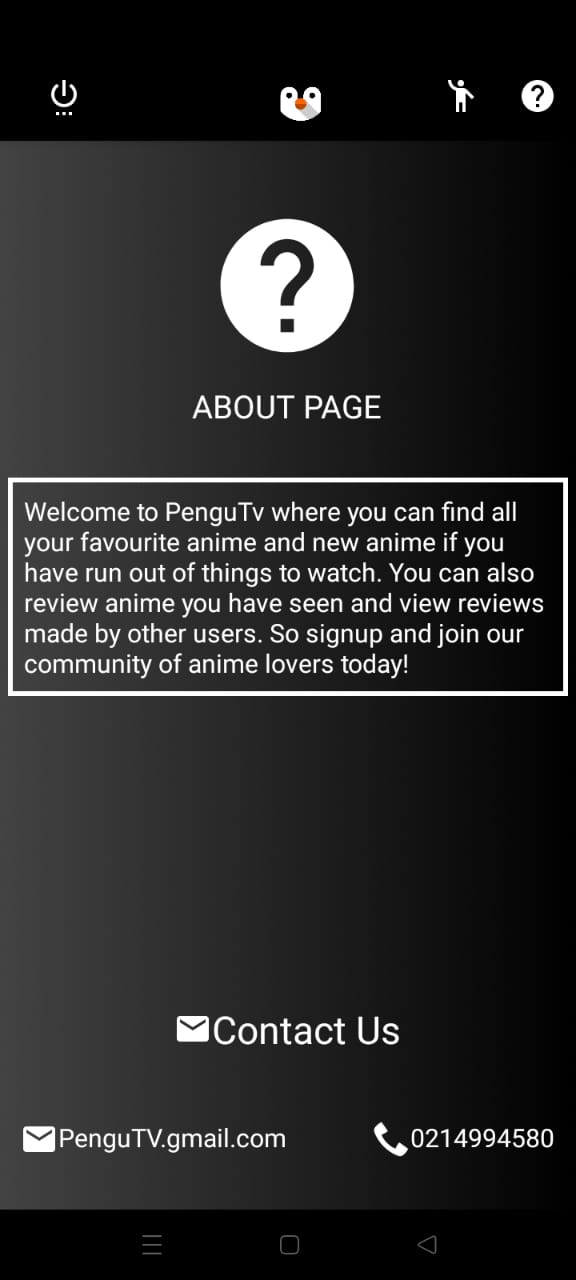 ABOUT PAGE
Welcome to PenguTv where you can find all
your favourite anime and new anime if you
have run out of things to watch. You can also
review anime you have seen and view reviews
made by other users. So signup and join our
community of anime lovers today!
Contact Us
PenguTV.gmail.com 0214994580